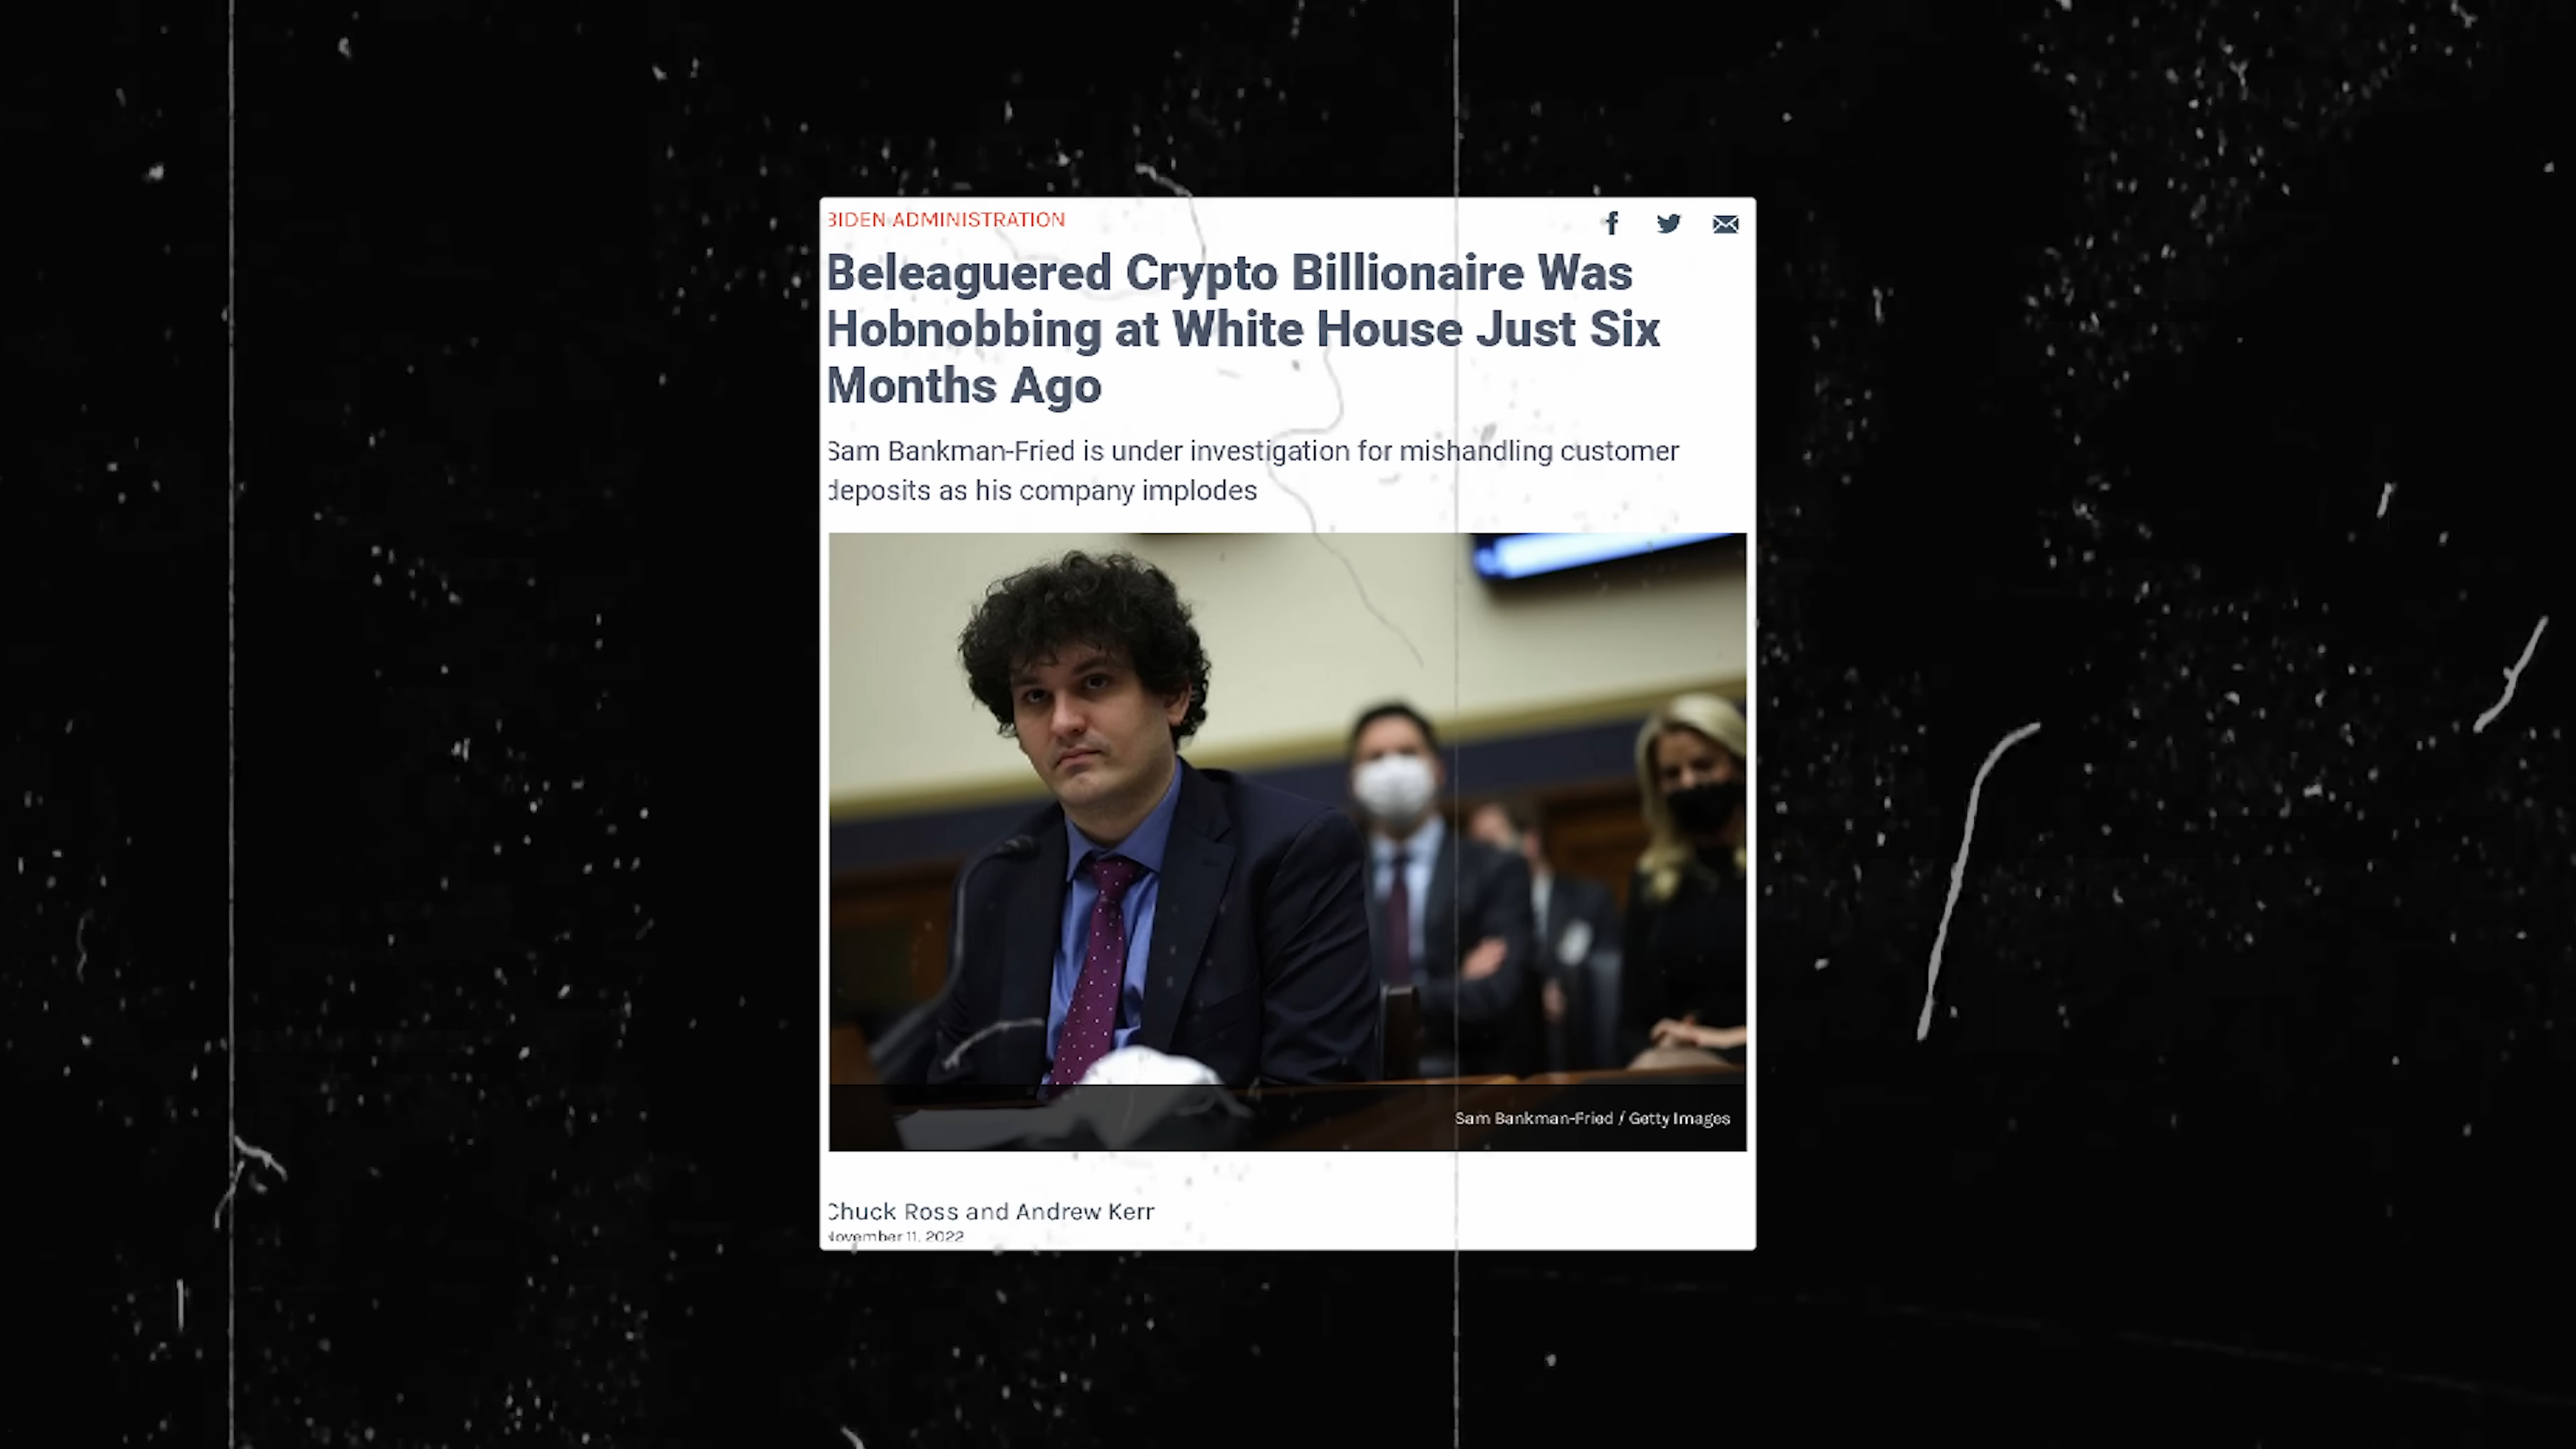 BIDEN ADMINISTRATION
Beleaguered Crypto Billionaire Was
Hobnobbing at White House Just Six
Months Ago
Sam Bankman-Fried is under investigation for mishandling customer
deposits as his company implodes
Sam Bankman-Fried / Getty Images
Chuck Ross and Andrew Kerr
November 11, 2022